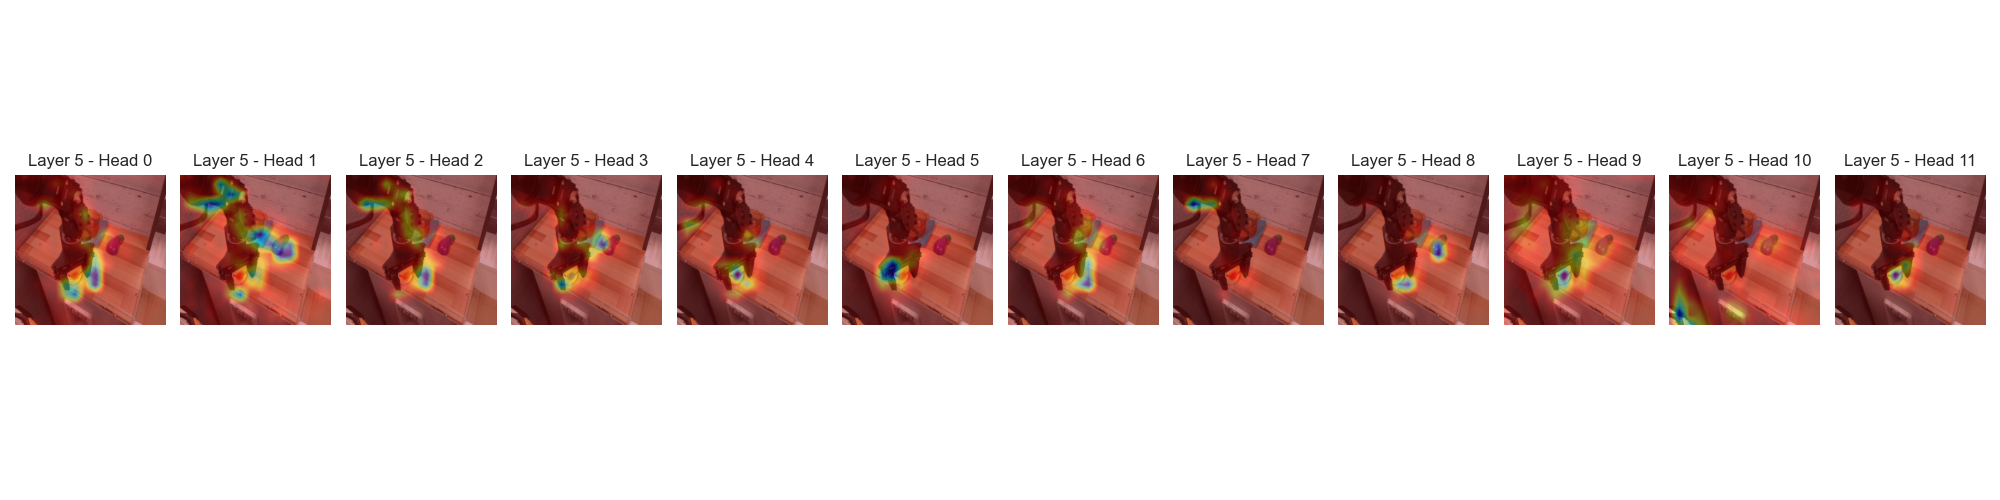 Layer 5 - Head 0
Layer 5 - Head 1
Layer 5 - Head 2
Layer 5 - Head 3
Layer 5 - Head 4
Layer 5 - Head 5
Layer 5 - Head 6
Layer 5 - Head 7
Layer 5 - Head 8
Layer 5 - Head 9
Layer 5 - Head 10
Layer 5 - Head 11